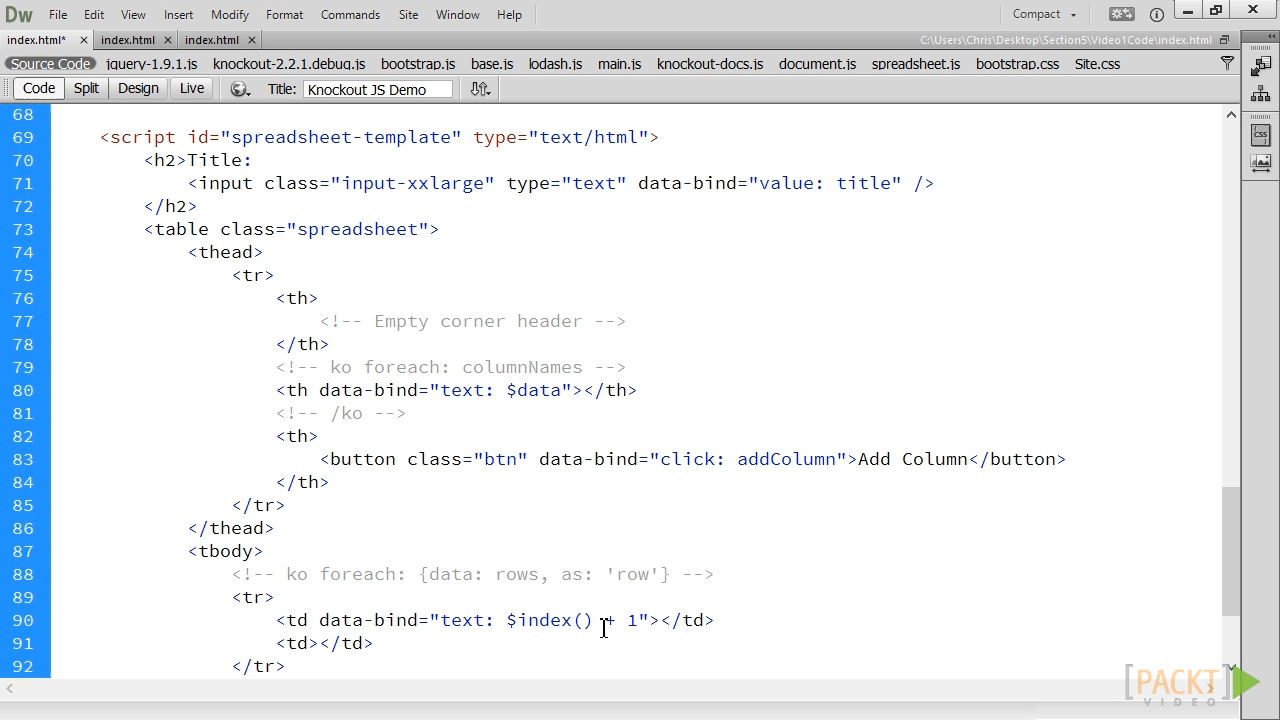 Dw File Edit View Insert Modify Format Commands Site Window Help Compact
index.html* × index.html × index.html × C:\Users\Chris\Desktop\Section5\Video1Code\index.html
Source Code jquery-1.9.1.js knockout-2.2.1.debug.js bootstrap.js base.js lodash.js main.js knockout-docs.js document.js spreadsheet.js bootstrap.css Site.css
Code Split Design Live Title: Knockout JS Demo
68
69 <script id="spreadsheet-template" type="text/html">
70 <h2>Title:
71 <input class="input-xxlarge" type="text" data-bind="value: title" />
72 </h2>
73 <table class="spreadsheet">
74 <thead>
75 <tr>
76 <th>
77 <!-- Empty corner header -->
78 </th>
79 <!-- ko foreach: columnNames -->
80 <th data-bind="text: $data"></th>
81 <!-- /ko -->
82 <th>
83 <button class="btn" data-bind="click: addColumn">Add Column</button>
84 </th>
85 </tr>
86 </thead>
87 <tbody>
88 <!-- ko foreach: {data: rows, as: 'row'} -->
89 <tr>
90 <td data-bind="text: $index() + 1"></td>
91 <td></td>
92 </tr>
css
[PACKT]
VIDEO